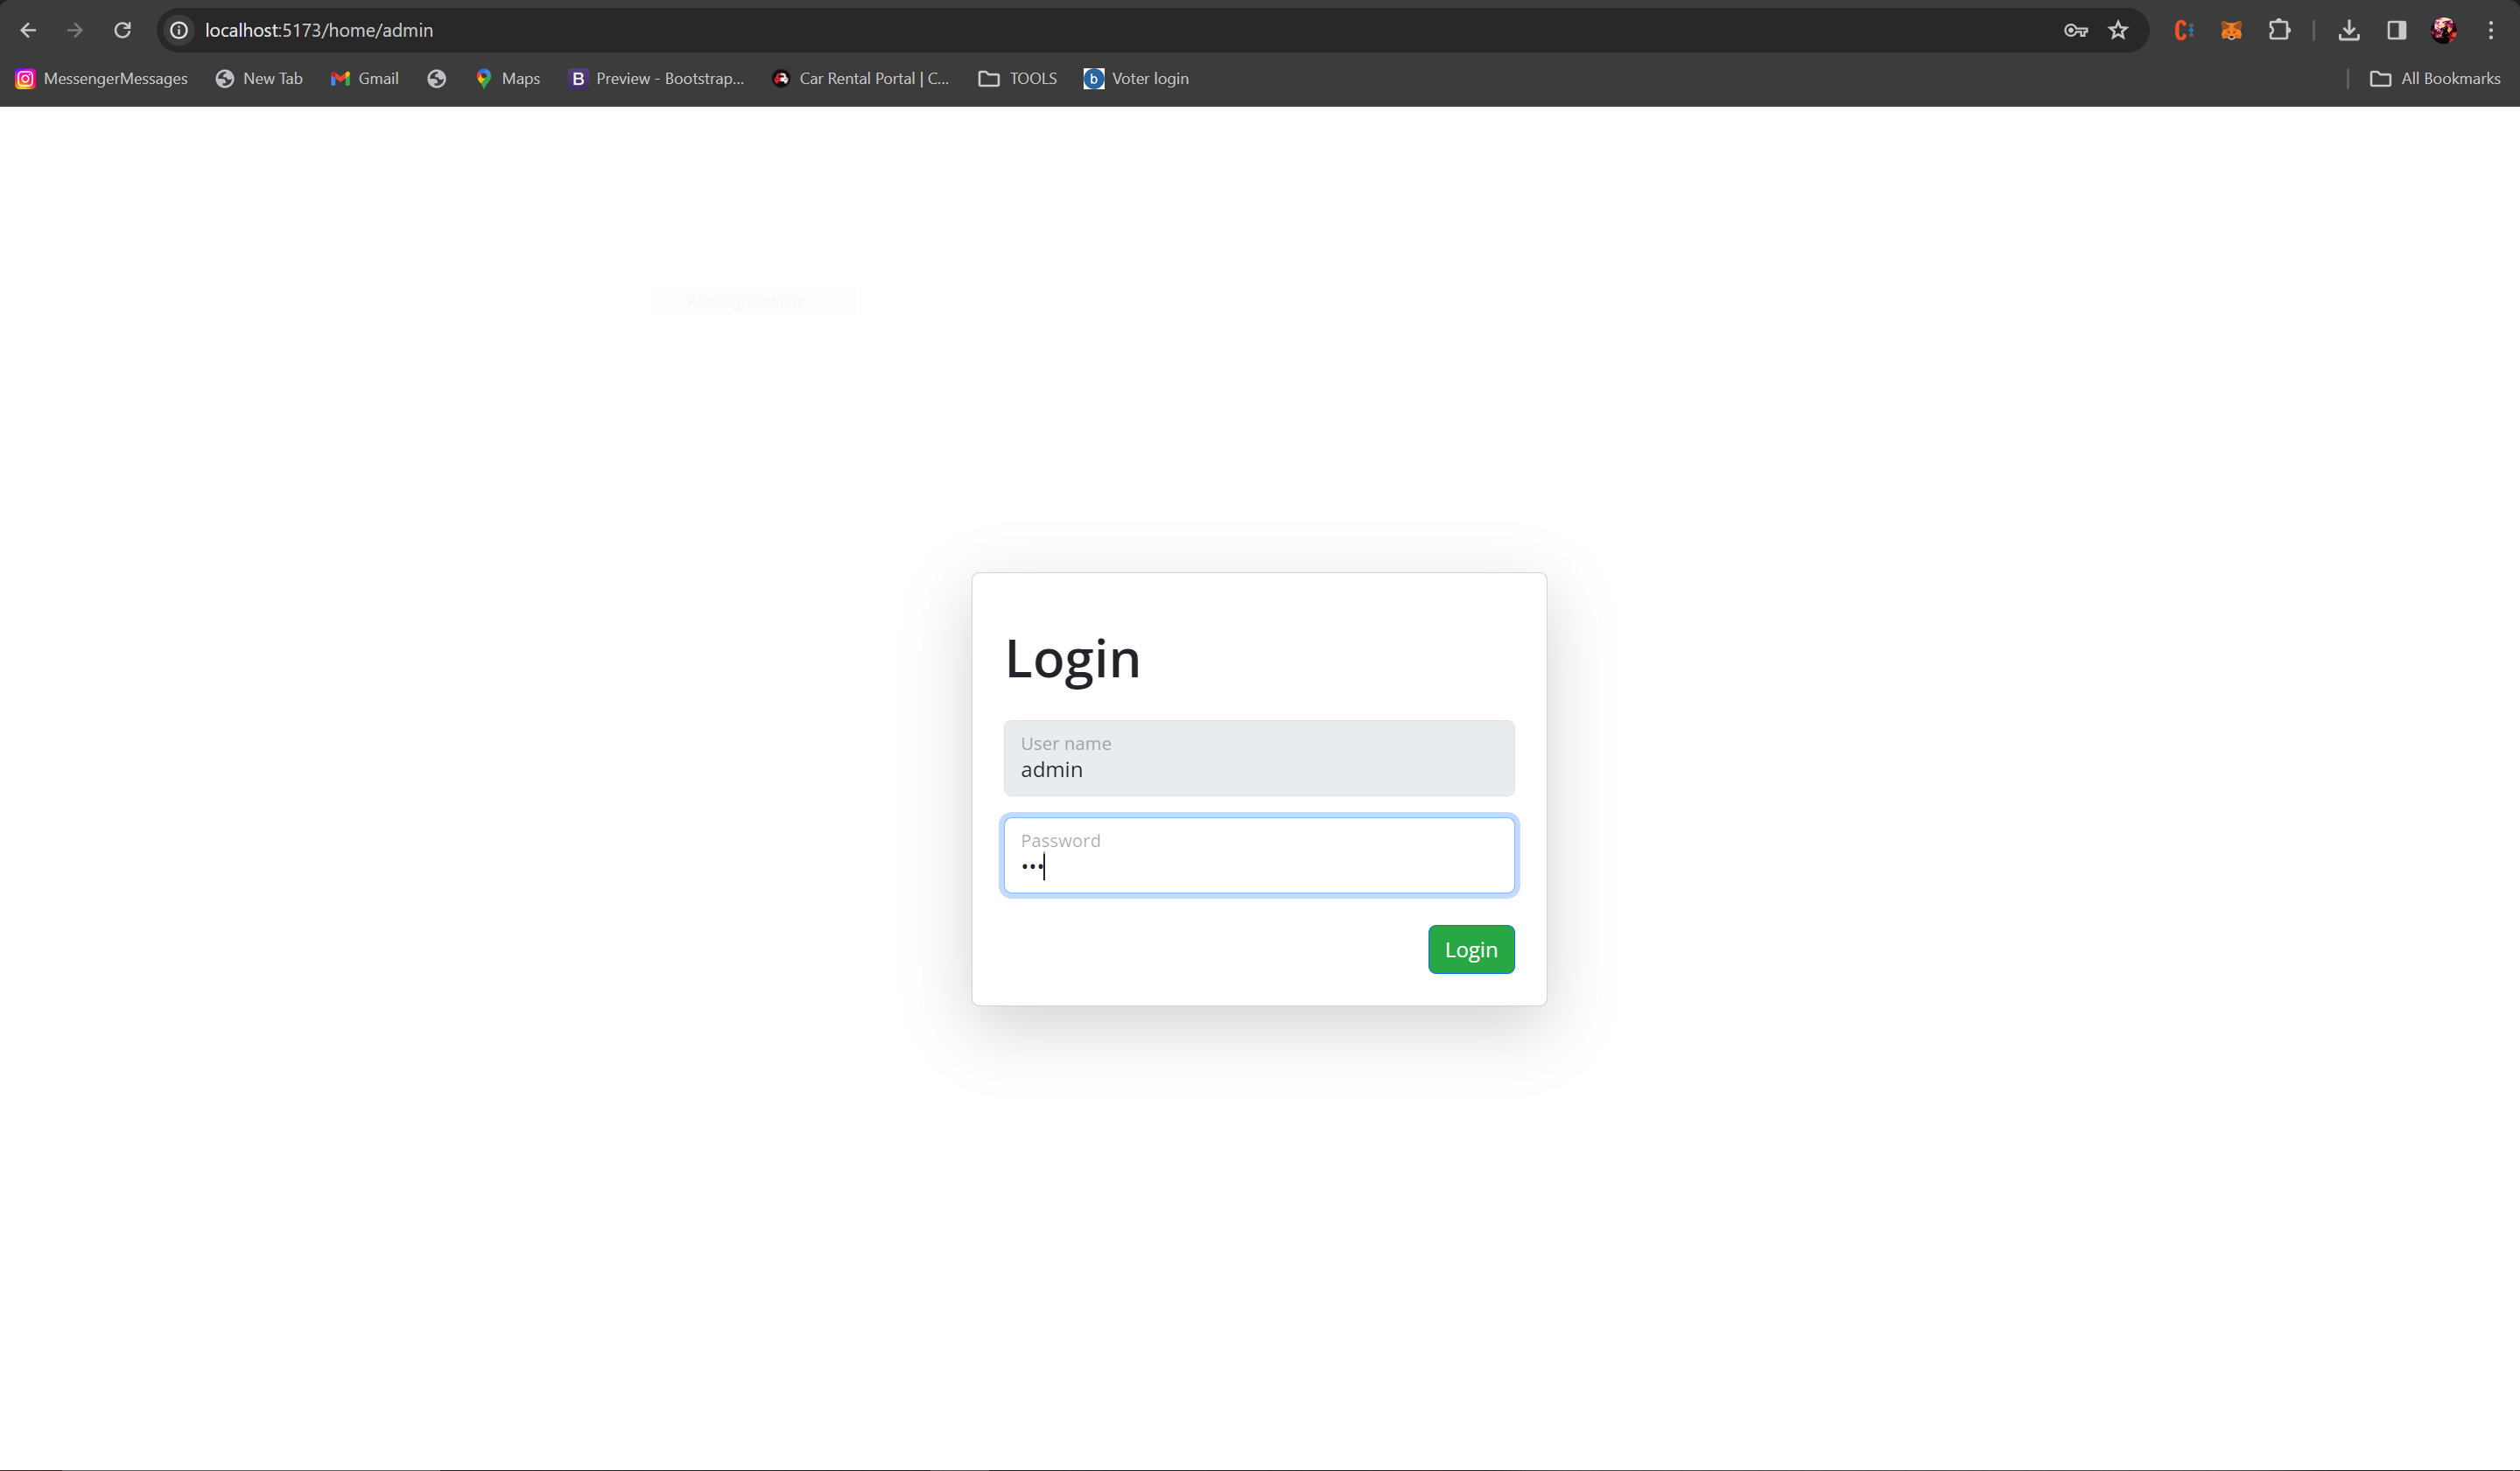 localhost:5173/home/admin
MessengerMessages New Tab Gmail Maps B Preview - Bootstrap... Car Rental Portal | C... TOOLS b Voter login All Bookmarks
Rectangular Snip
Login
User name
admin
Password
•••
Login